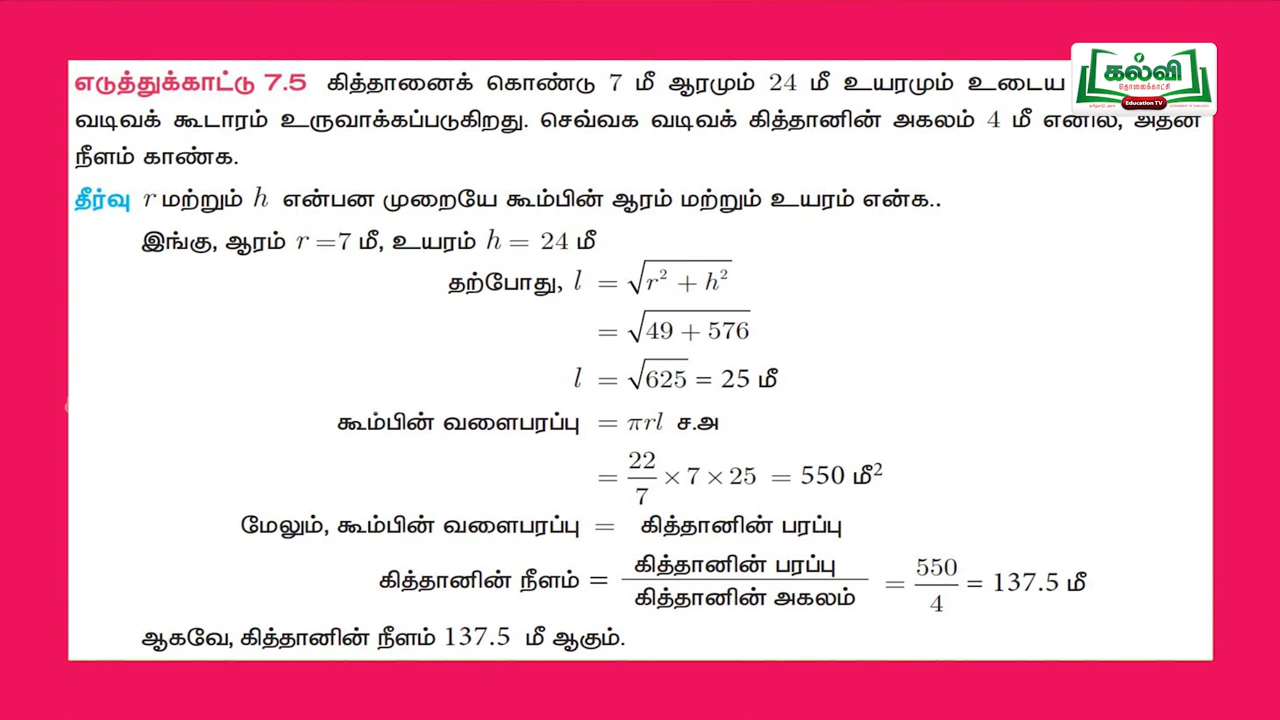 கல்வி
தொலைக்காட்சி
Education TV
எடுத்துக்காட்டு 7.5 கித்தானைக் கொண்டு 7 மீ ஆரமும் 24 மீ உயரமும் உடைய
வடிவக் கூடாரம் உருவாக்கப்படுகிறது. செவ்வக வடிவக் கித்தானின் அகலம் 4 மீ எனில், அதன்
நீளம் காண்க.
தீர்வு r மற்றும் h என்பன முறையே கூம்பின் ஆரம் மற்றும் உயரம் என்க..
இங்கு, ஆரம் r =7 மீ, உயரம் h = 24 மீ
தற்போது, l = √(r² + h²)
= √(49 + 576)
l = √625 = 25 மீ
கூம்பின் வளைபரப்பு = πrl ச.அ
= 22/7 × 7 × 25 = 550 மீ²
மேலும், கூம்பின் வளைபரப்பு = கித்தானின் பரப்பு
கித்தானின் நீளம் = கித்தானின் பரப்பு / கித்தானின் அகலம் = 550/4 = 137.5 மீ
ஆகவே, கித்தானின் நீளம் 137.5 மீ ஆகும்.